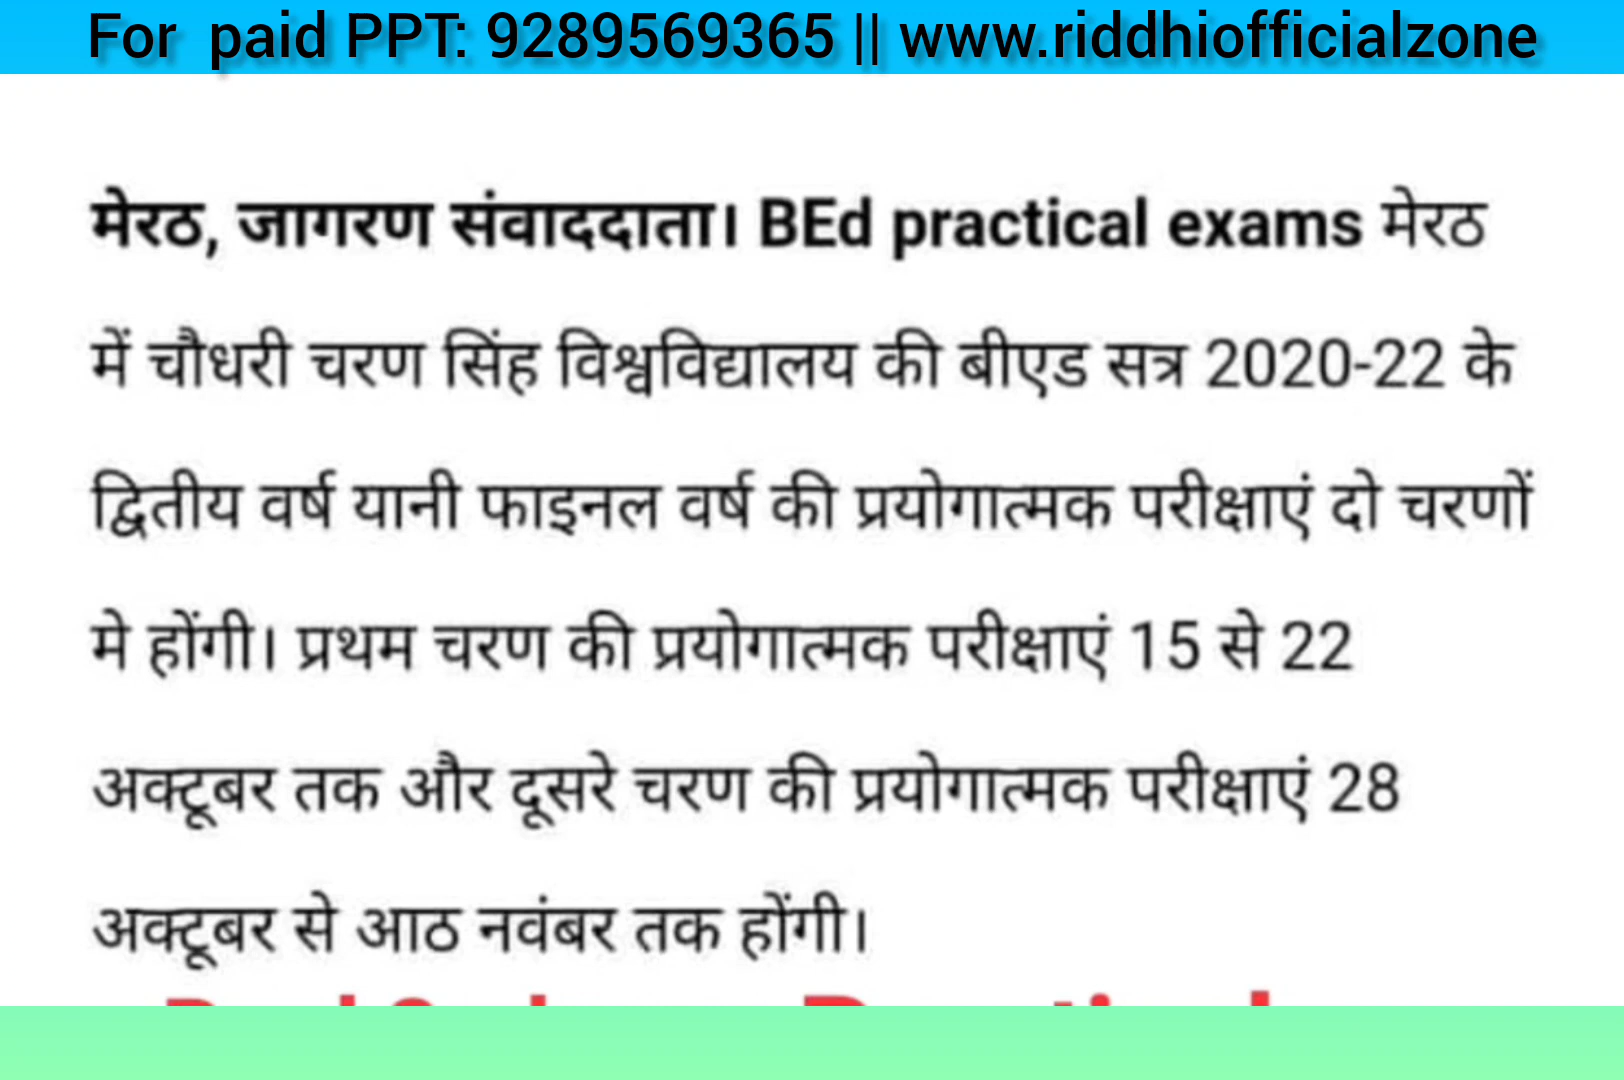 For paid PPT: 9289569365 || www.riddhiofficialzone
मेरठ, जागरण संवाददाता। BEd practical exams मेरठ
में चौधरी चरण सिंह विश्वविद्यालय की बीएड सत्र 2020-22 के
द्वितीय वर्ष यानी फाइनल वर्ष की प्रयोगात्मक परीक्षाएं दो चरणों
मे होंगी। प्रथम चरण की प्रयोगात्मक परीक्षाएं 15 से 22
अक्टूबर तक और दूसरे चरण की प्रयोगात्मक परीक्षाएं 28
अक्टूबर से आठ नवंबर तक होंगी।